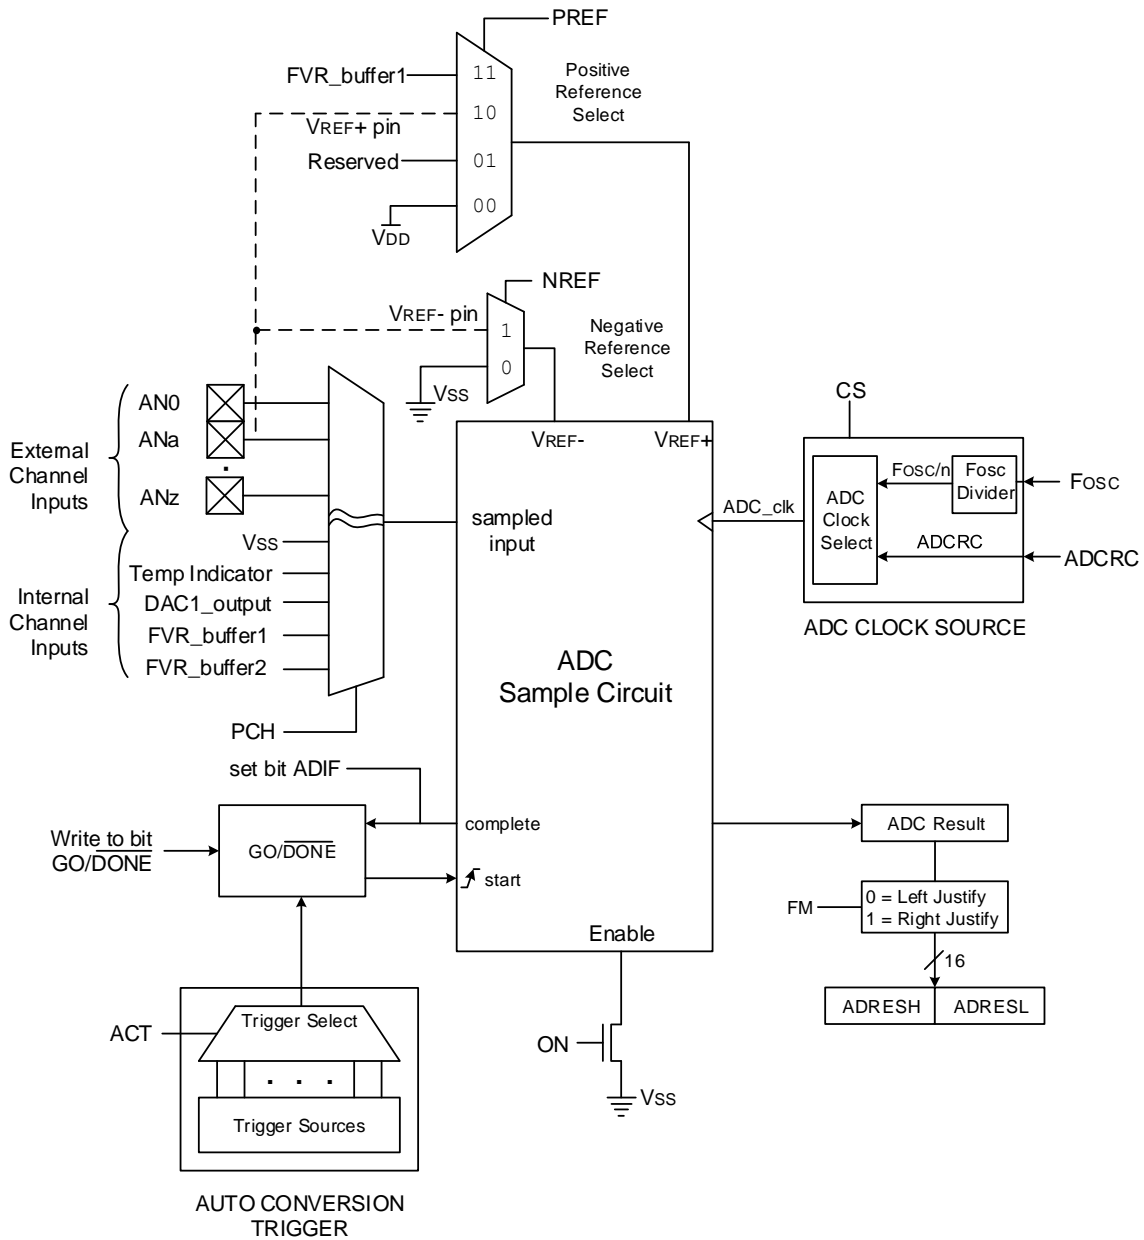 PREF
FVR_buffer1
11
Positive
Reference
Select
10
VREF+ pin
Reserved
01
00
VDD
NREF
VREF- pin
1
Negative
Reference
Select
0
VSS
External
Channel
Inputs
AN0
ANa
.
ANz
VREF-
VREF+
CS
sampled
input
ADC_clk
ADC
Clock
Select
FOSC/n
Fosc
Divider
FOSC
ADCRC
ADCRC
ADC CLOCK SOURCE
Internal
Channel
Inputs
VSS
Temp Indicator
DAC1_output
FVR_buffer1
FVR_buffer2
ADC
Sample Circuit
PCH
set bit ADIF
Write to bit
GO/DONE
GO/DONE
complete
start
ADC Result
FM
0 = Left Justify
1 = Right Justify
16
ADRESH
ADRESL
Enable
ON
VSS
ACT
Trigger Select
. . .
Trigger Sources
AUTO CONVERSION
TRIGGER